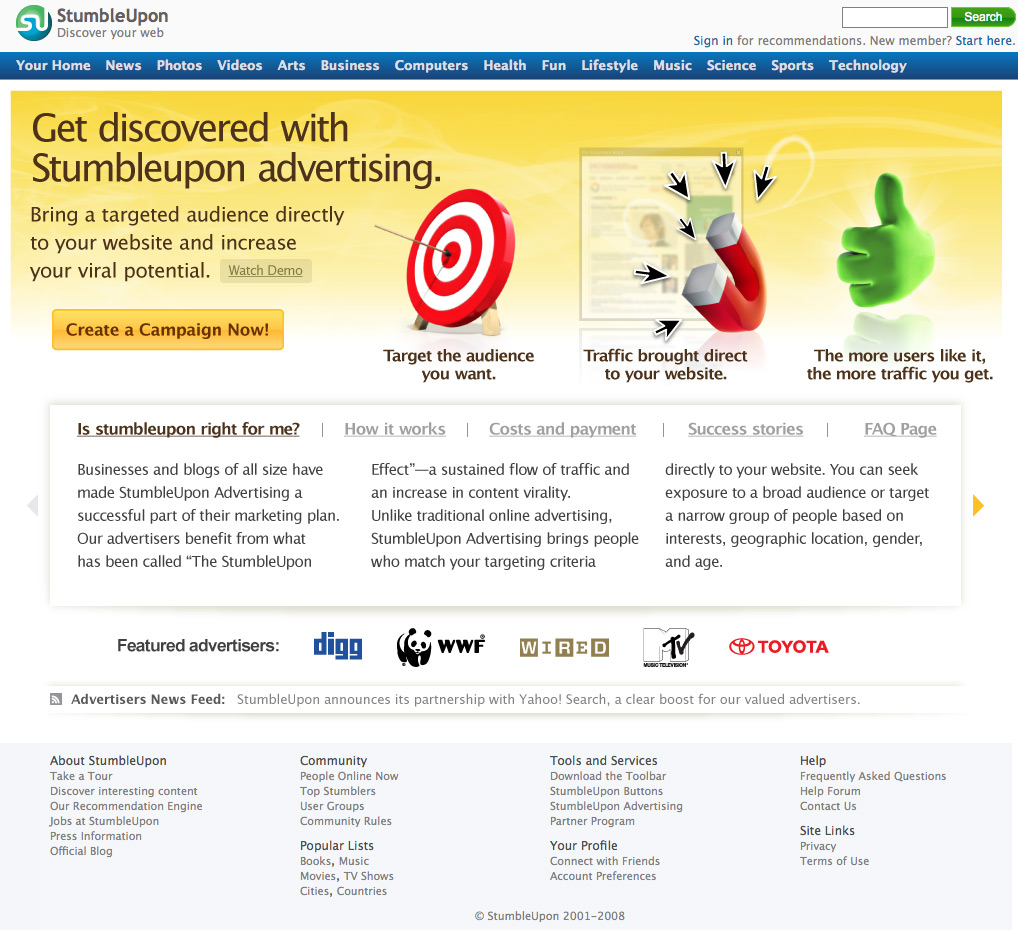 StumbleUpon
Discover your web
Search
Sign in for recommendations. New member? Start here.
Your Home News Photos Videos Arts Business Computers Health Fun Lifestyle Music Science Sports Technology
Get discovered with
Stumbleupon advertising.
Bring a targeted audience directly
to your website and increase
your viral potential. Watch Demo
Create a Campaign Now!
Target the audience
you want.
Traffic brought direct
to your website.
The more users like it,
the more traffic you get.
Is stumbleupon right for me? | How it works | Costs and payment | Success stories | FAQ Page
Businesses and blogs of all size have
made StumbleUpon Advertising a
successful part of their marketing plan.
Our advertisers benefit from what
has been called “The StumbleUpon
Effect”—a sustained flow of traffic and
an increase in content virality.
Unlike traditional online advertising,
StumbleUpon Advertising brings people
who match your targeting criteria
directly to your website. You can seek
exposure to a broad audience or target
a narrow group of people based on
interests, geographic location, gender,
and age.
Featured advertisers: digg WWF® WIRED MTV MUSIC TELEVISION® TOYOTA
Advertisers News Feed: StumbleUpon announces its partnership with Yahoo! Search, a clear boost for our valued advertisers.
About StumbleUpon
Take a Tour
Discover interesting content
Our Recommendation Engine
Jobs at StumbleUpon
Press Information
Official Blog
Community
People Online Now
Top Stumblers
User Groups
Community Rules
Popular Lists
Books, Music
Movies, TV Shows
Cities, Countries
Tools and Services
Download the Toolbar
StumbleUpon Buttons
StumbleUpon Advertising
Partner Program
Your Profile
Connect with Friends
Account Preferences
Help
Frequently Asked Questions
Help Forum
Contact Us
Site Links
Privacy
Terms of Use
© StumbleUpon 2001-2008